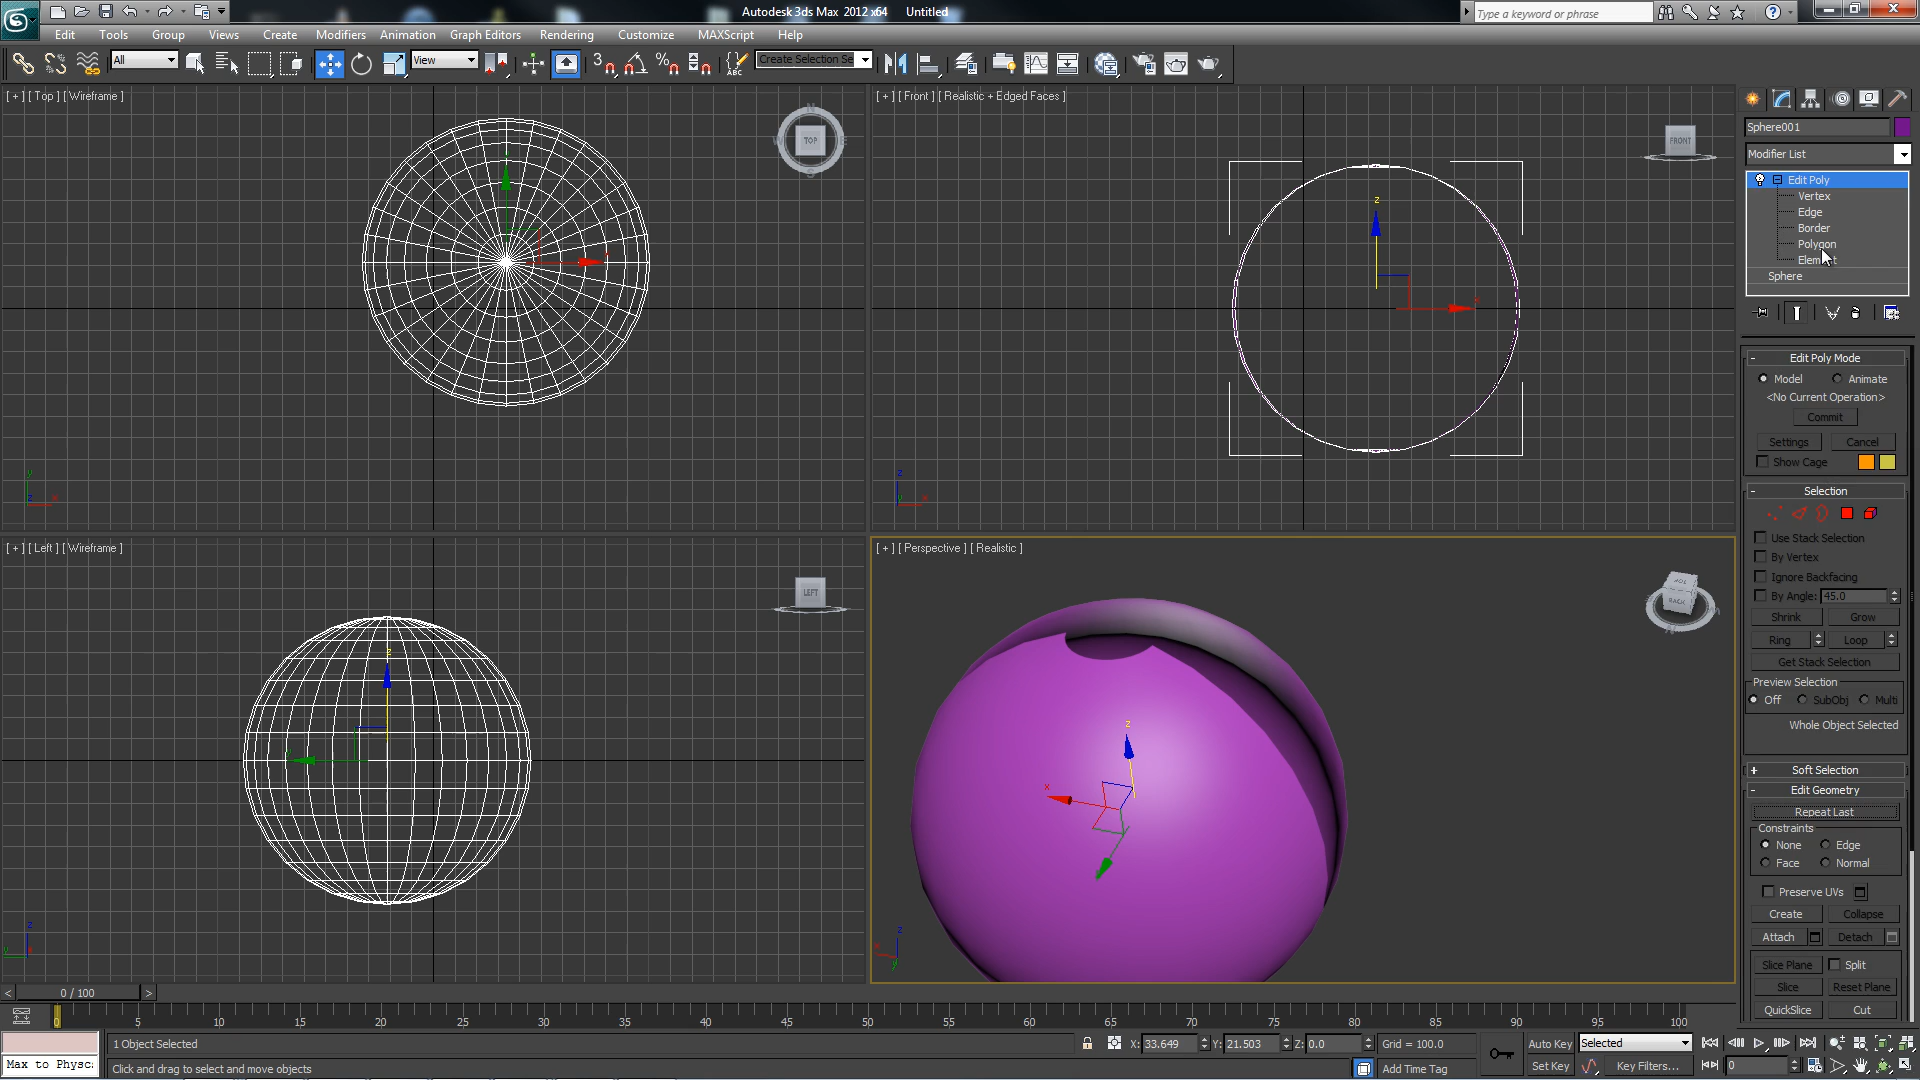 Autodesk 3ds Max 2012 x64 Untitled
Type a keyword or phrase
Edit Tools Group Views Create Modifiers Animation Graph Editors Rendering Customize MAXScript Help
All
View
3
Create Selection Se
[ + ] [ Top ] [ Wireframe ]
TOP
[ + ] [ Front ] [ Realistic + Edged Faces ]
FRONT
[ + ] [ Left ] [ Wireframe ]
LEFT
[ + ] [ Perspective ] [ Realistic ]
TOP
BACK
Sphere001
Modifier List
Edit Poly
Vertex
Edge
Border
Polygon
Element
Sphere
Edit Poly Mode
Model Animate
<No Current Operation>
Commit
Settings Cancel
Show Cage
Selection
Use Stack Selection
By Vertex
Ignore Backfacing
By Angle: 45.0
Shrink Grow
Ring Loop
Get Stack Selection
Preview Selection
Off SubObj Multi
Whole Object Selected
Soft Selection
Edit Geometry
Repeat Last
Constraints
None Edge
Face Normal
Preserve UVs
Create Collapse
Attach Detach
Slice Plane Split
Slice Reset Plane
QuickSlice Cut
0 / 100
0 5 10 15 20 25 30 35 40 45 50 55 60 65 70 75 80 85 90 95 100
1 Object Selected
X: 33.649 Y: 21.503 Z: 0.0 Grid = 100.0
Auto Key Selected
Max to Physc:
Click and drag to select and move objects
Add Time Tag
Set Key Key Filters... 0